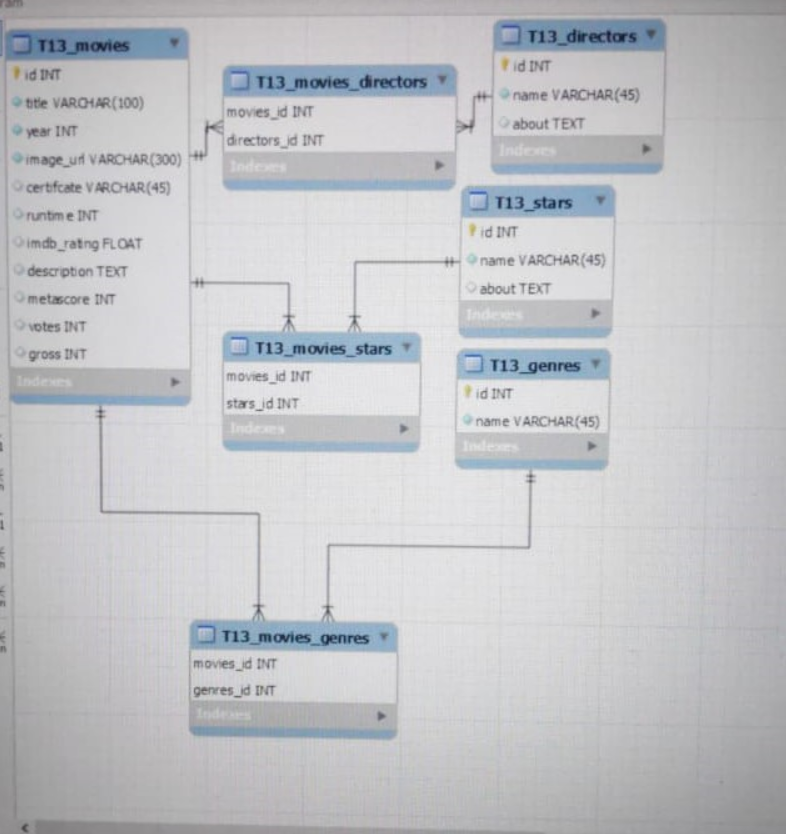 T13_movies
id INT
title VARCHAR(100)
year INT
image_url VARCHAR(300)
certifcate VARCHAR(45)
runtime INT
imdb_rating FLOAT
description TEXT
metascore INT
votes INT
gross INT
Indexes
T13_movies_directors
movies_id INT
directors_id INT
Indexes
T13_directors
id INT
name VARCHAR(45)
about TEXT
Indexes
T13_stars
id INT
name VARCHAR(45)
about TEXT
Indexes
T13_movies_stars
movies_id INT
stars_id INT
Indexes
T13_genres
id INT
name VARCHAR(45)
Indexes
T13_movies_genres
movies_id INT
genres_id INT
Indexes